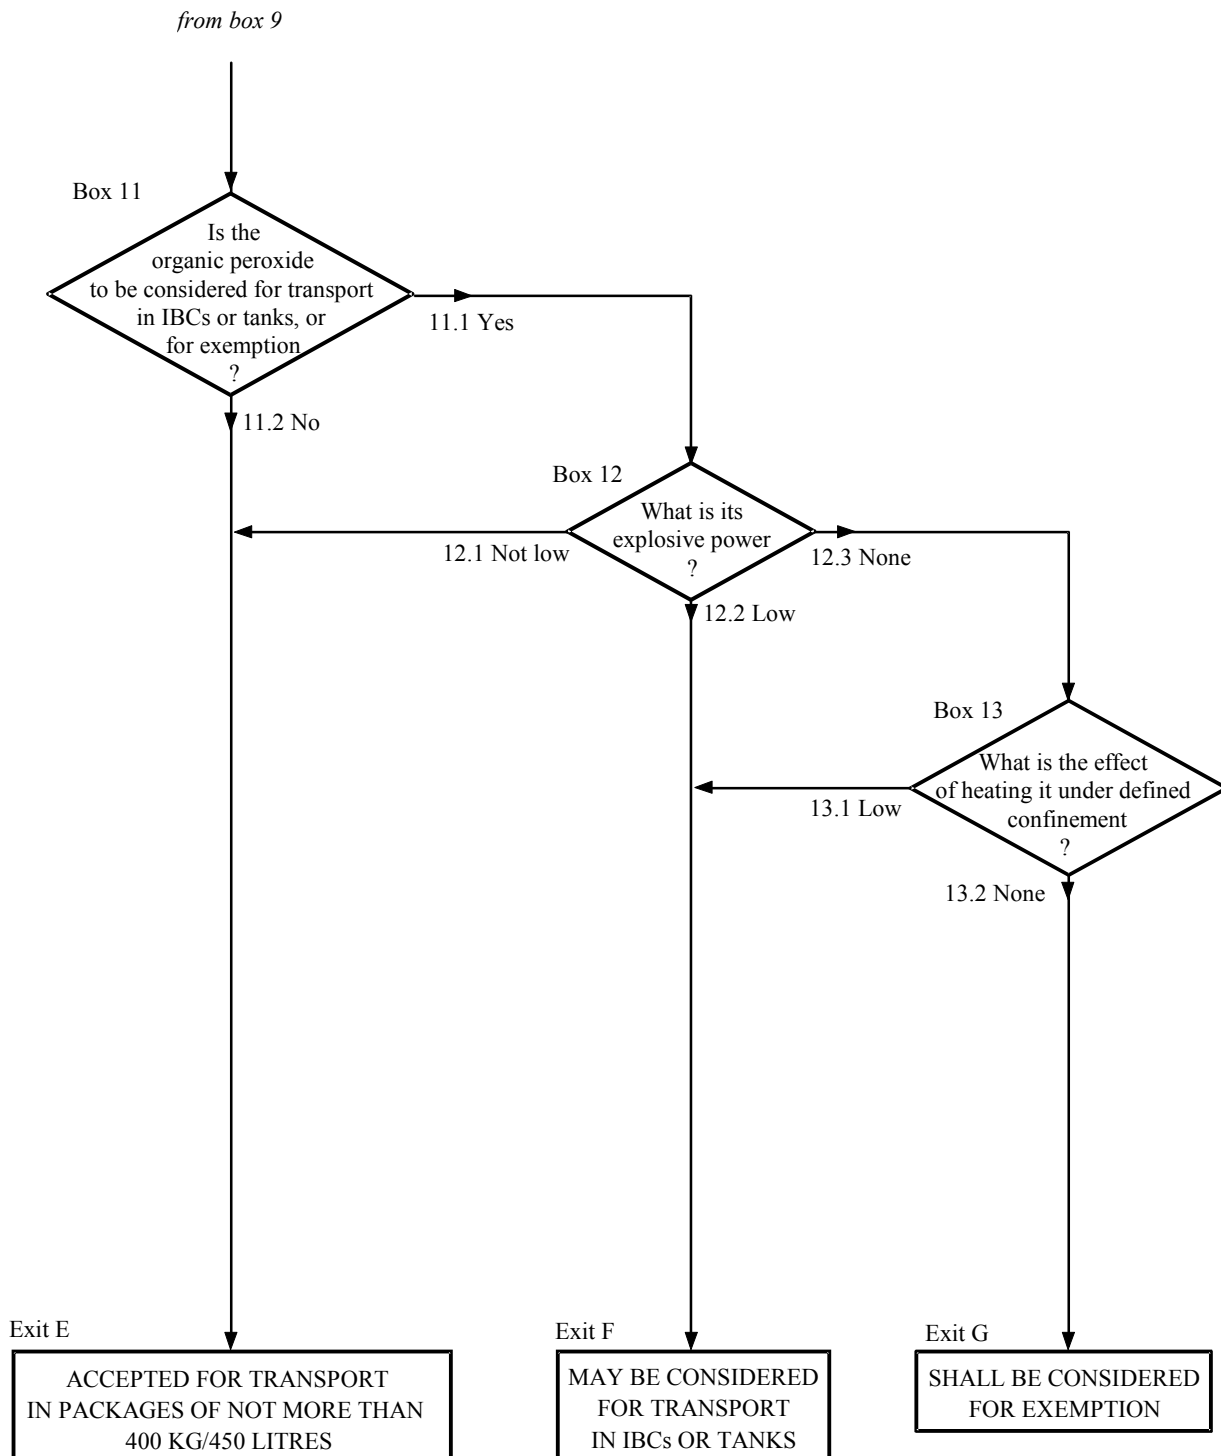 from box 9
Box 11
Is the
organic peroxide
to be considered for transport
in IBCs or tanks, or
for exemption
?
11.1 Yes
11.2 No
Box 12
What is its
explosive power
?
12.1 Not low
12.3 None
12.2 Low
Box 13
What is the effect
of heating it under defined
confinement
?
13.1 Low
13.2 None
Exit E
ACCEPTED FOR TRANSPORT
IN PACKAGES OF NOT MORE THAN
400 KG/450 LITRES
Exit F
MAY BE CONSIDERED
FOR TRANSPORT
IN IBCs OR TANKS
Exit G
SHALL BE CONSIDERED
FOR EXEMPTION